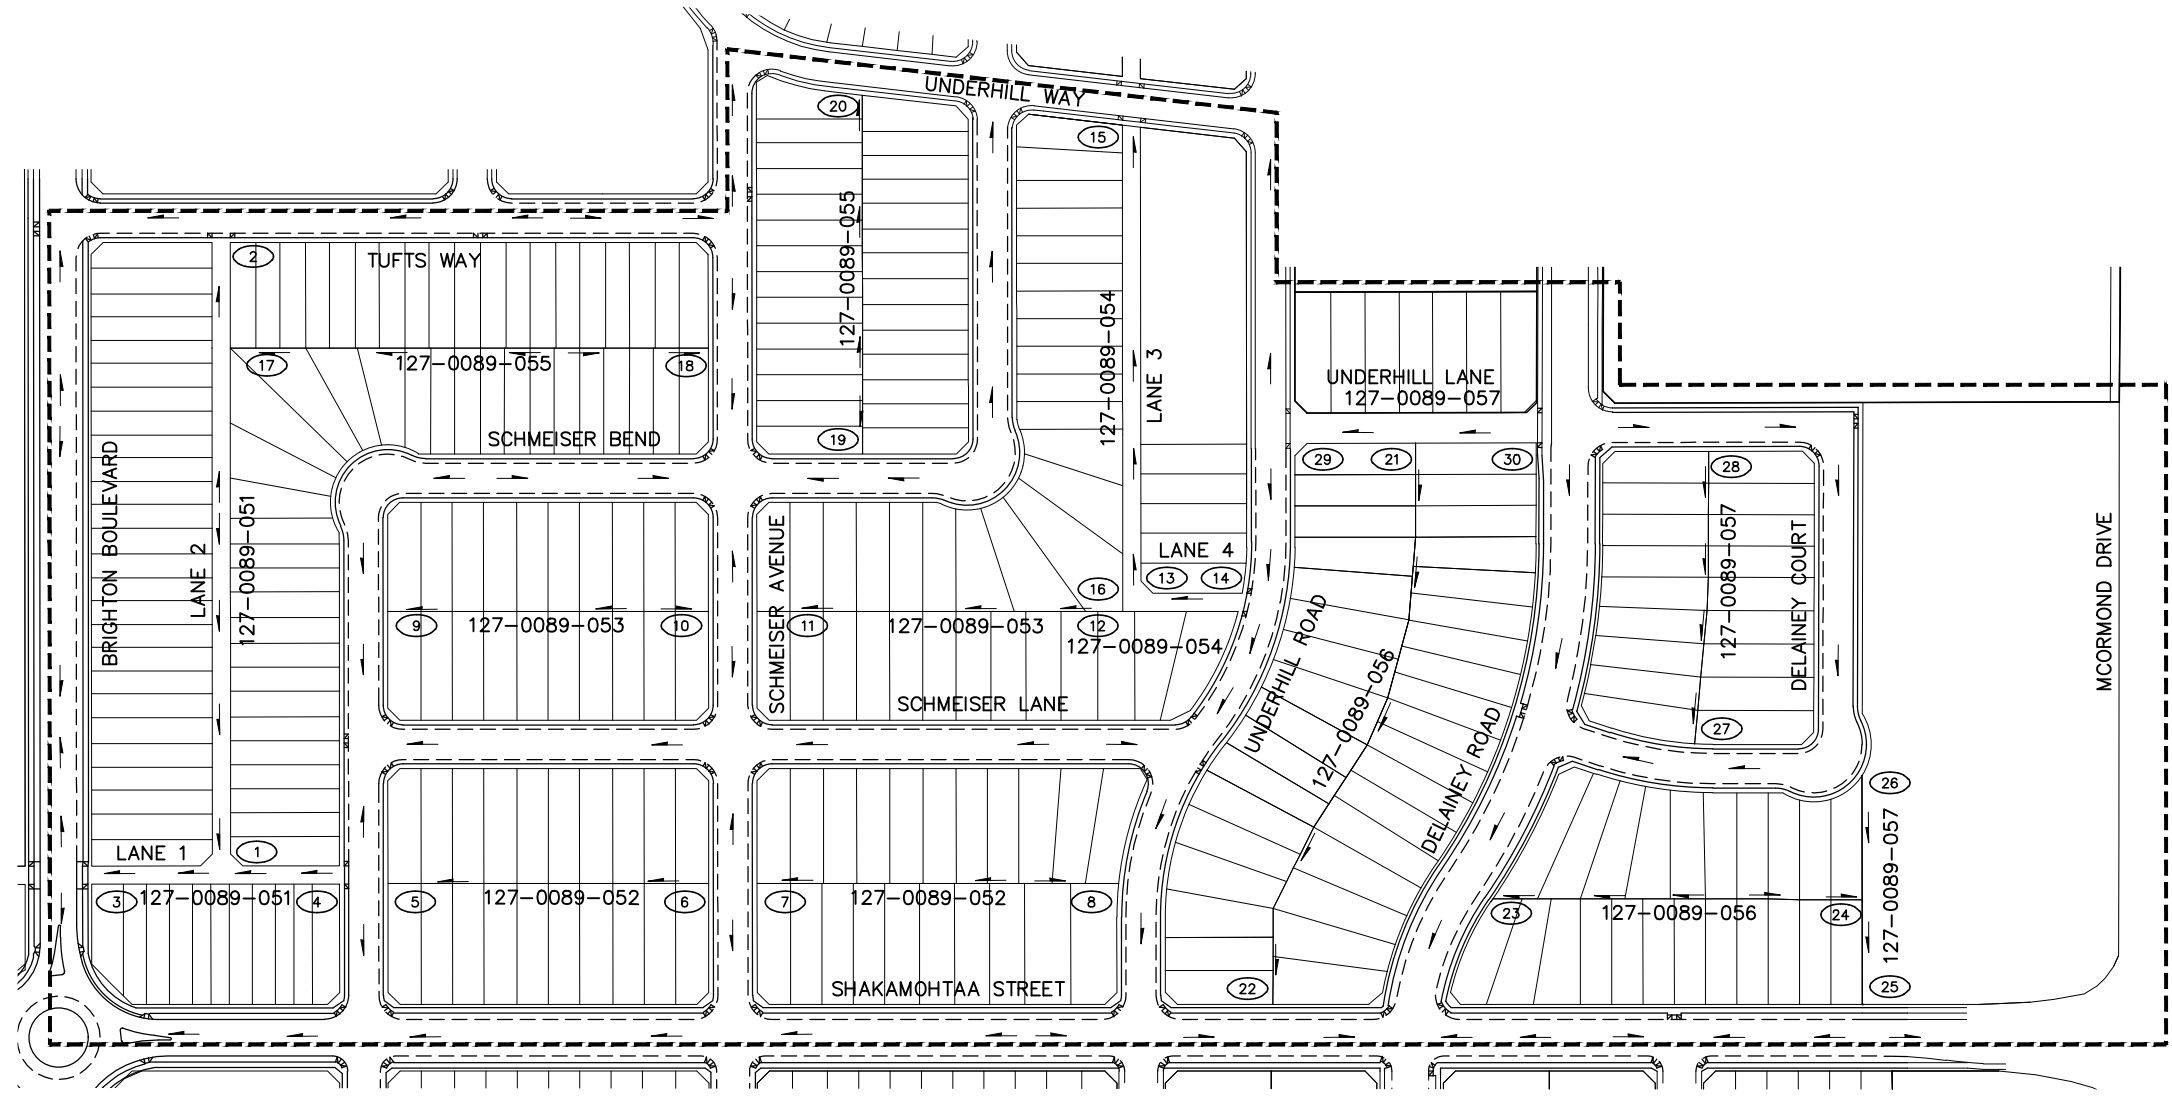 UNDERHILL WAY
20
15
2
TUFTS WAY
127-0089-055
127-0089-054
LANE 3
17
127-0089-055
18
UNDERHILL LANE
127-0089-057
SCHMEISER BEND
19
29
21
30
28
BRIGHTON BOULEVARD
LANE 2
127-0089-051
SCHMEISER AVENUE
LANE 4
13
14
16
127-0089-057
DELAINEY COURT
MCORMOND DRIVE
9
127-0089-053
10
11
127-0089-053
12
127-0089-054
UNDERHILL ROAD
127-0089-056
DELAINEY ROAD
SCHMEISER LANE
27
26
LANE 1
1
127-0089-057
3
127-0089-051
4
5
127-0089-052
6
7
127-0089-052
8
23
127-0089-056
24
SHAKAMOHTAA STREET
22
25